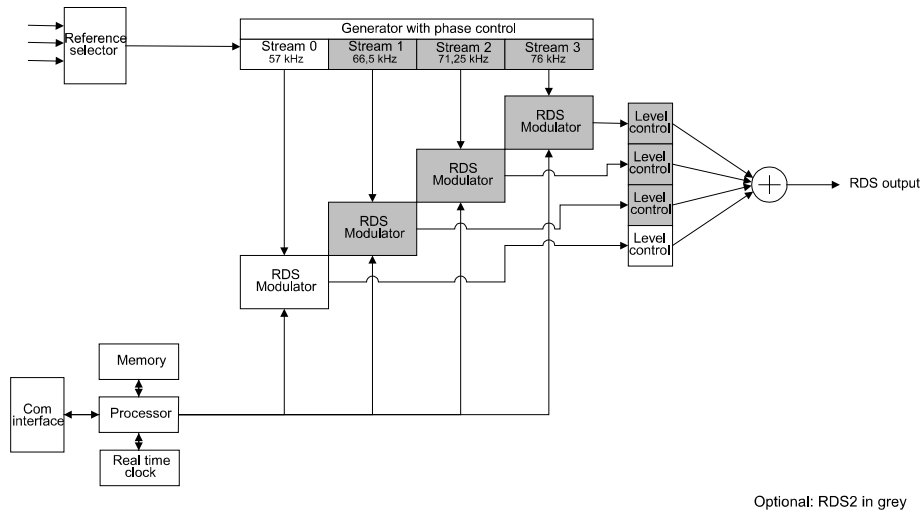 Generator with phase control
Reference
selector
Stream 0
57 kHz
Stream 1
66,5 kHz
Stream 2
71,25 kHz
Stream 3
76 kHz
RDS
Modulator
Level
control
RDS
Modulator
Level
control
RDS output
RDS
Modulator
Level
control
RDS
Modulator
Level
control
Memory
Com
interface
Processor
Real time
clock
Optional: RDS2 in grey